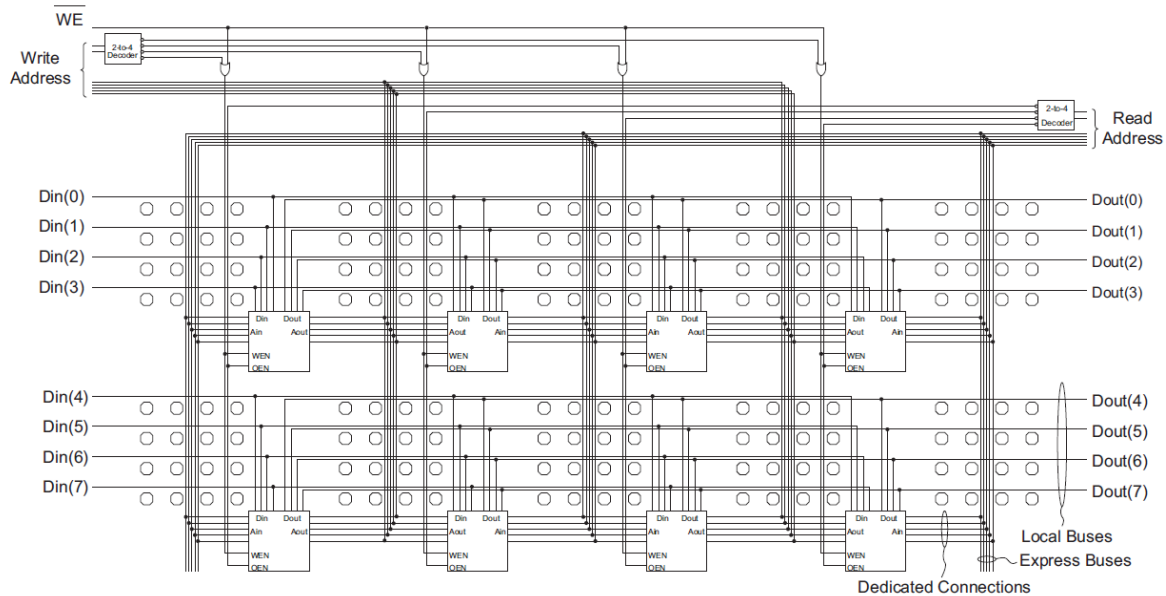 WE
2-to-4
Decoder
Write
Address
2-to-4
Decoder
Read
Address
Din(0)
Dout(0)
Din(1)
Dout(1)
Din(2)
Dout(2)
Din(3)
Dout(3)
Din Dout Din Dout Din Dout Din Dout
Ain Aout Aout Ain Aout Ain Aout Ain
WEN WEN WEN WEN
OEN OEN OEN OEN
Din(4)
Dout(4)
Din(5)
Dout(5)
Din(6)
Dout(6)
Din(7)
Dout(7)
Din Dout Din Dout Din Dout Din Dout
Ain Aout Ain Aout Ain Aout Ain Aout
WEN WEN WEN WEN
OEN OEN OEN OEN
Local Buses
Express Buses
Dedicated Connections